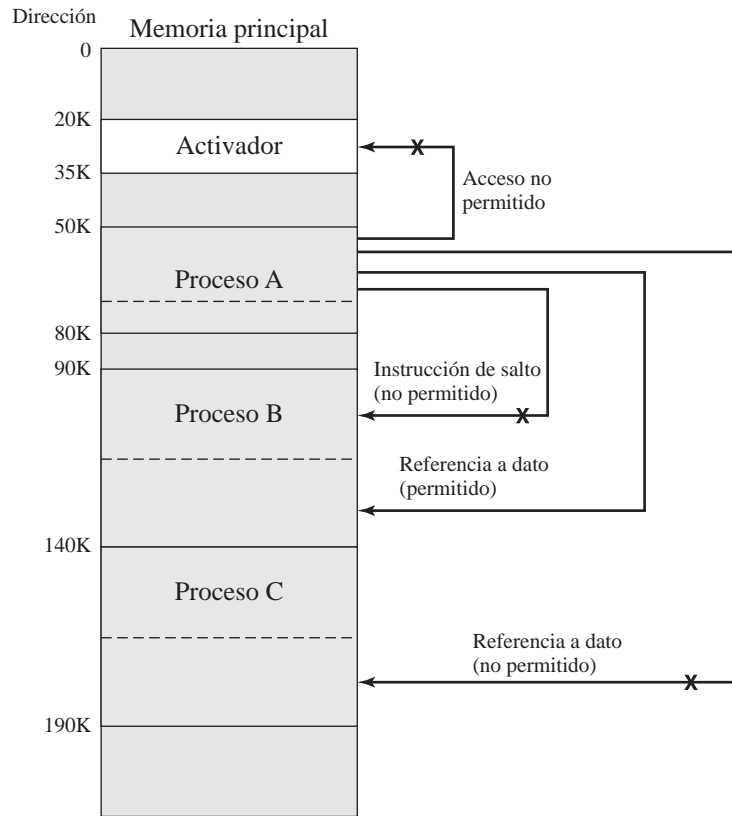 Dirección
Memoria principal
0
20K
Activador
35K
Acceso no
permitido
50K
Proceso A
80K
90K
Instrucción de salto
(no permitido)
Proceso B
Referencia a dato
(permitido)
140K
Proceso C
Referencia a dato
(no permitido)
190K